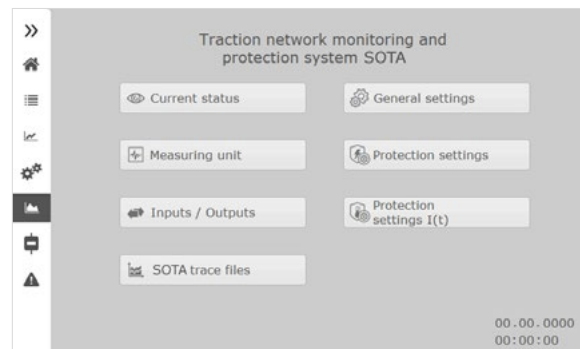 Traction network monitoring and
protection system SOTA
Current status
General settings
Measuring unit
Protection settings
Inputs / Outputs
Protection
settings I(t)
SOTA trace files
00.00.0000
00:00:00